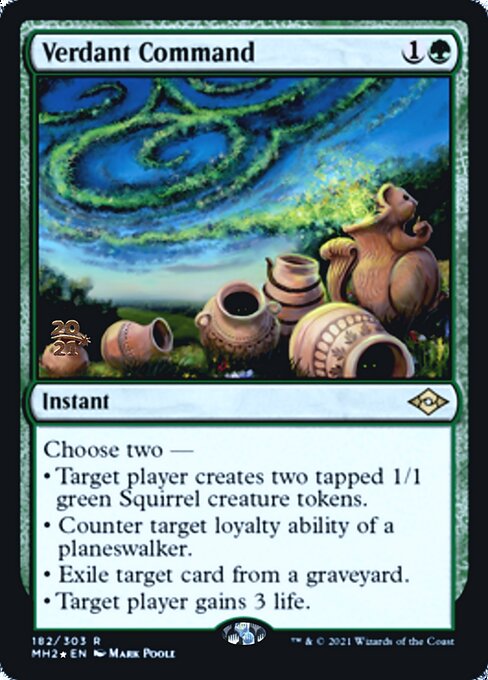 Verdant Command 1
20
21
Instant
Choose two —
• Target player creates two tapped 1/1
green Squirrel creature tokens.
• Counter target loyalty ability of a
planeswalker.
• Exile target card from a graveyard.
• Target player gains 3 life.
182/303 R
MH2★EN MARK POOLE
™ & © 2021 Wizards of the Coast